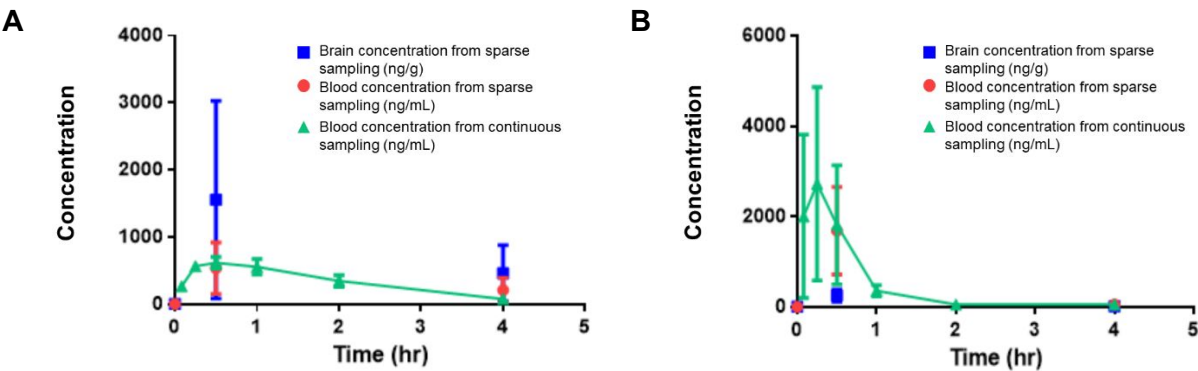 A
Concentration
4000
3000
2000
1000
0
0
1
2
3
4
5
Time (hr)
Brain concentration from sparse
sampling (ng/g)
Blood concentration from sparse
sampling (ng/mL)
Blood concentration from continuous
sampling (ng/mL)
B
Concentration
6000
4000
2000
0
0
1
2
3
4
5
Time (hr)
Brain concentration from sparse
sampling (ng/g)
Blood concentration from sparse
sampling (ng/mL)
Blood concentration from continuous
sampling (ng/mL)